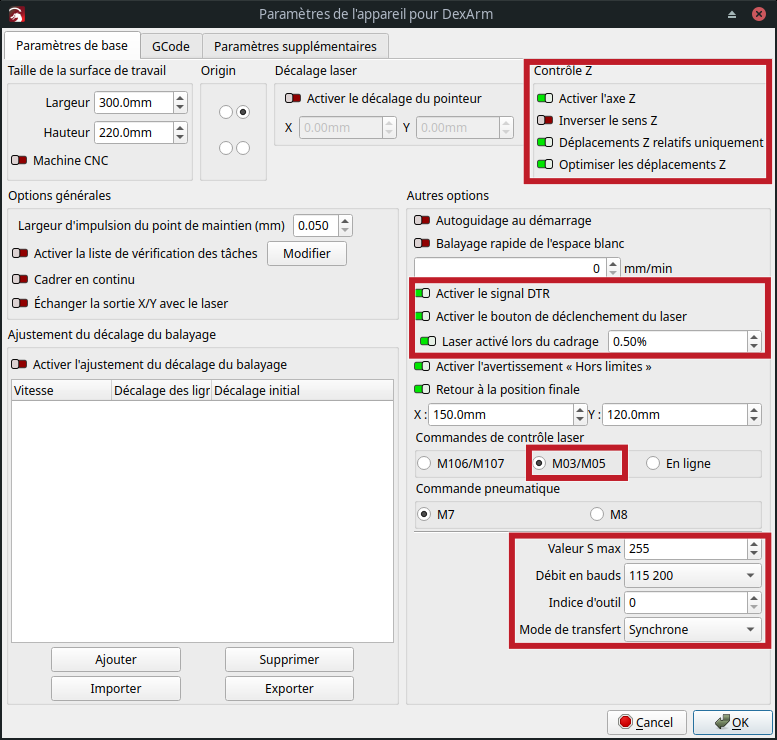 Paramètres de l'appareil pour DexArm
Paramètres de base
GCode
Paramètres supplémentaires
Taille de la surface de travail
Largeur 300.0mm
Hauteur 220.0mm
Machine CNC
Origin
Décalage laser
Activer le décalage du pointeur
X 0.00mm Y 0.00mm
Contrôle Z
Activer l'axe Z
Inverser le sens Z
Déplacements Z relatifs uniquement
Optimiser les déplacements Z
Options générales
Largeur d'impulsion du point de maintien (mm) 0.050
Activer la liste de vérification des tâches Modifier
Cadrer en continu
Échanger la sortie X/Y avec le laser
Ajustement du décalage du balayage
Activer l'ajustement du décalage du balayage
Vitesse Décalage des ligr Décalage initial
Ajouter Supprimer
Importer Exporter
Autres options
Autoguidage au démarrage
Balayage rapide de l'espace blanc
0 mm/min
Activer le signal DTR
Activer le bouton de déclenchement du laser
Laser activé lors du cadrage 0.50%
Activer l'avertissement « Hors limites »
Retour à la position finale
X : 150.0mm Y : 120.0mm
Commandes de contrôle laser
M106/M107 M03/M05 En ligne
Commande pneumatique
M7 M8
Valeur S max 255
Débit en bauds 115 200
Indice d'outil 0
Mode de transfert Synchrone
Cancel OK